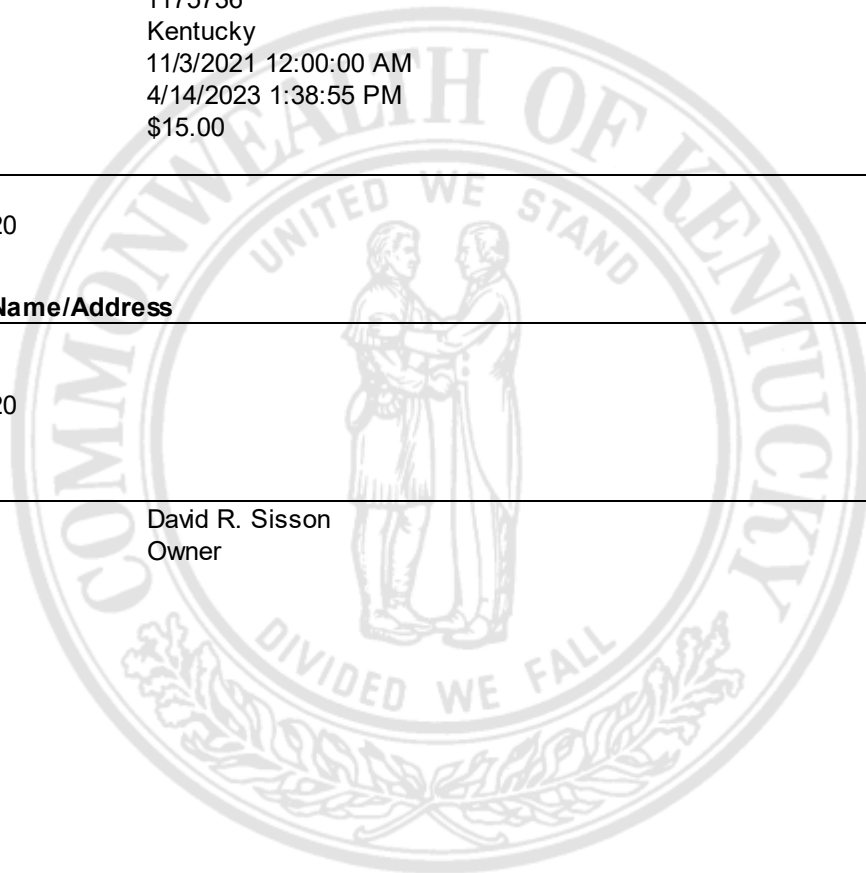 1175736
Kentucky
11/3/2021 12:00:00 AM
4/14/2023 1:38:55 PM
$15.00
20
Name/Address
20
David R. Sisson
Owner
COMMONWEALTH OF KENTUCKY
UNITED WE STAND
DIVIDED WE FALL